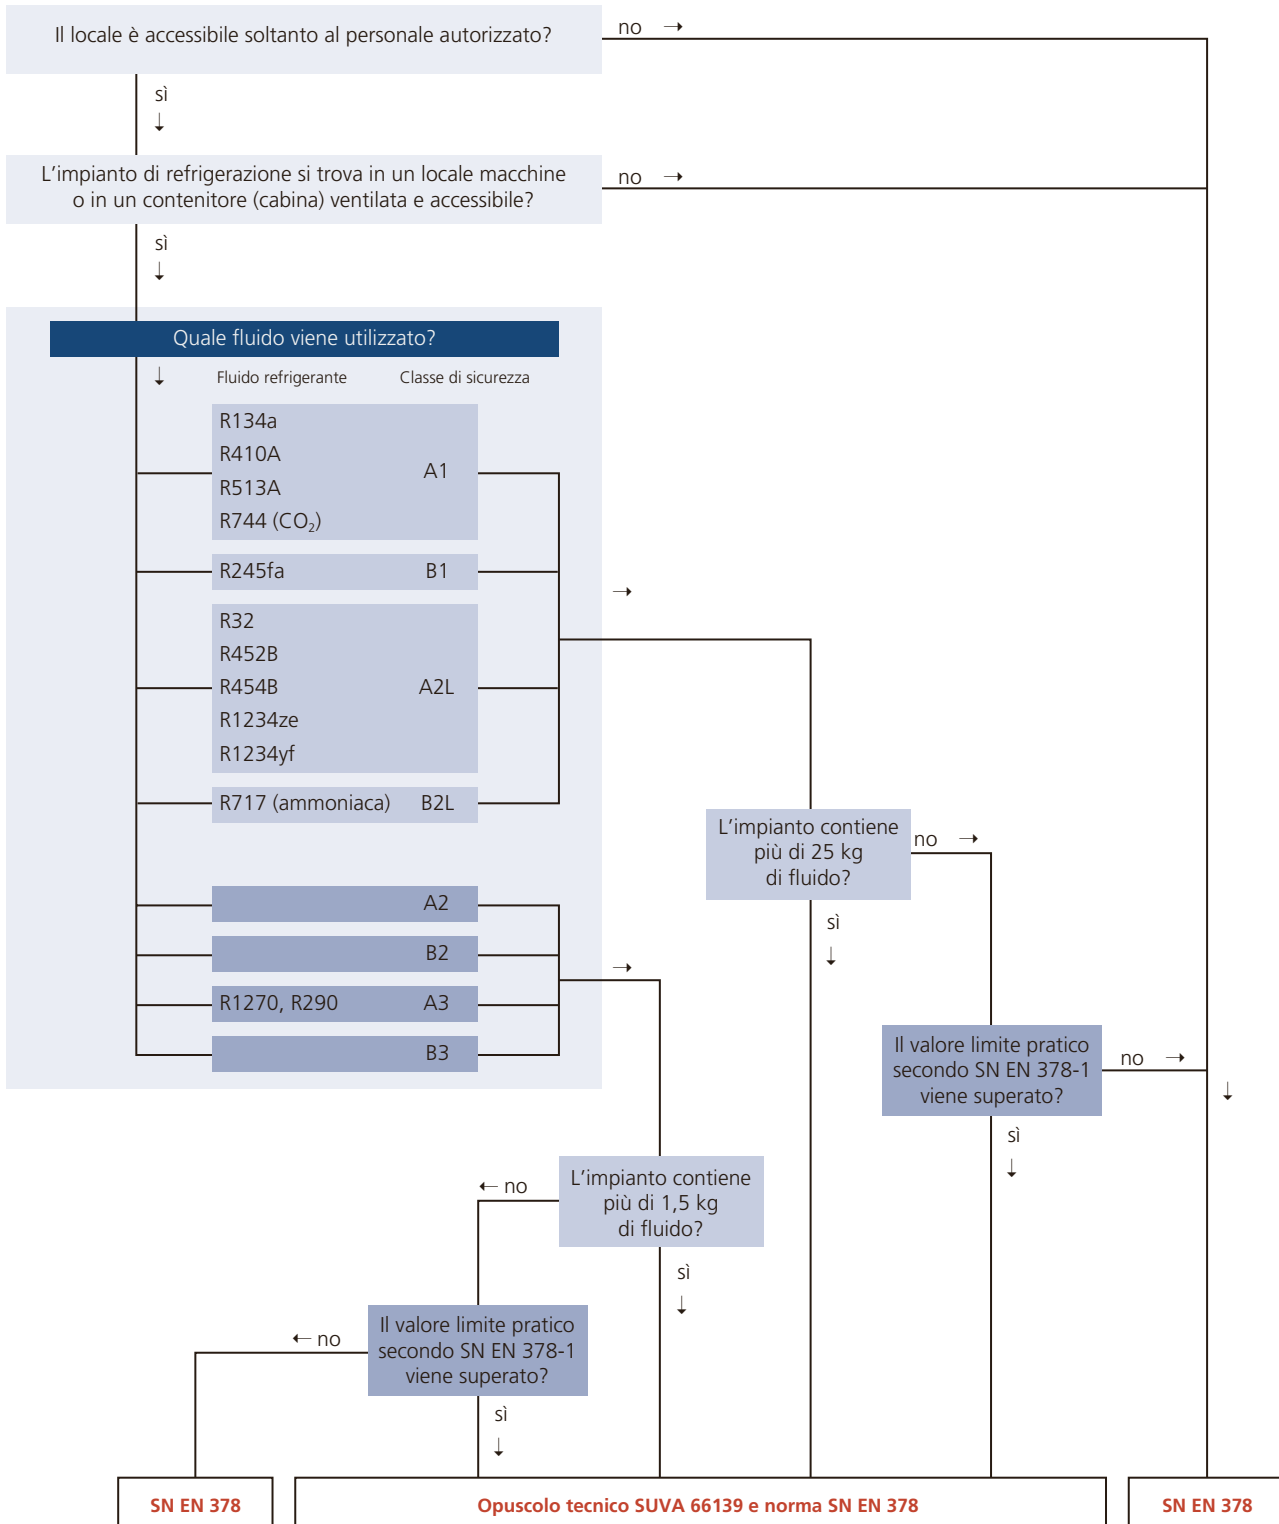 Il locale è accessibile soltanto al personale autorizzato?
no →
sì
↓
L'impianto di refrigerazione si trova in un locale macchine
o in un contenitore (cabina) ventilata e accessibile?
no →
sì
↓
Quale fluido viene utilizzato?
↓ Fluido refrigerante Classe di sicurezza
R134a
R410A
A1
R513A
R744 (CO₂)
R245fa B1
→
R32
R452B
R454B A2L
R1234ze
R1234yf
R717 (ammoniaca) B2L
L'impianto contiene
più di 25 kg
di fluido?
no →
sì
↓
A2
B2
→
R1270, R290 A3
B3
Il valore limite pratico
secondo SN EN 378-1
viene superato?
no →
↓
sì
↓
L'impianto contiene
più di 1,5 kg
di fluido?
← no
sì
↓
Il valore limite pratico
secondo SN EN 378-1
viene superato?
← no
sì
↓
SN EN 378
Opuscolo tecnico SUVA 66139 e norma SN EN 378
SN EN 378